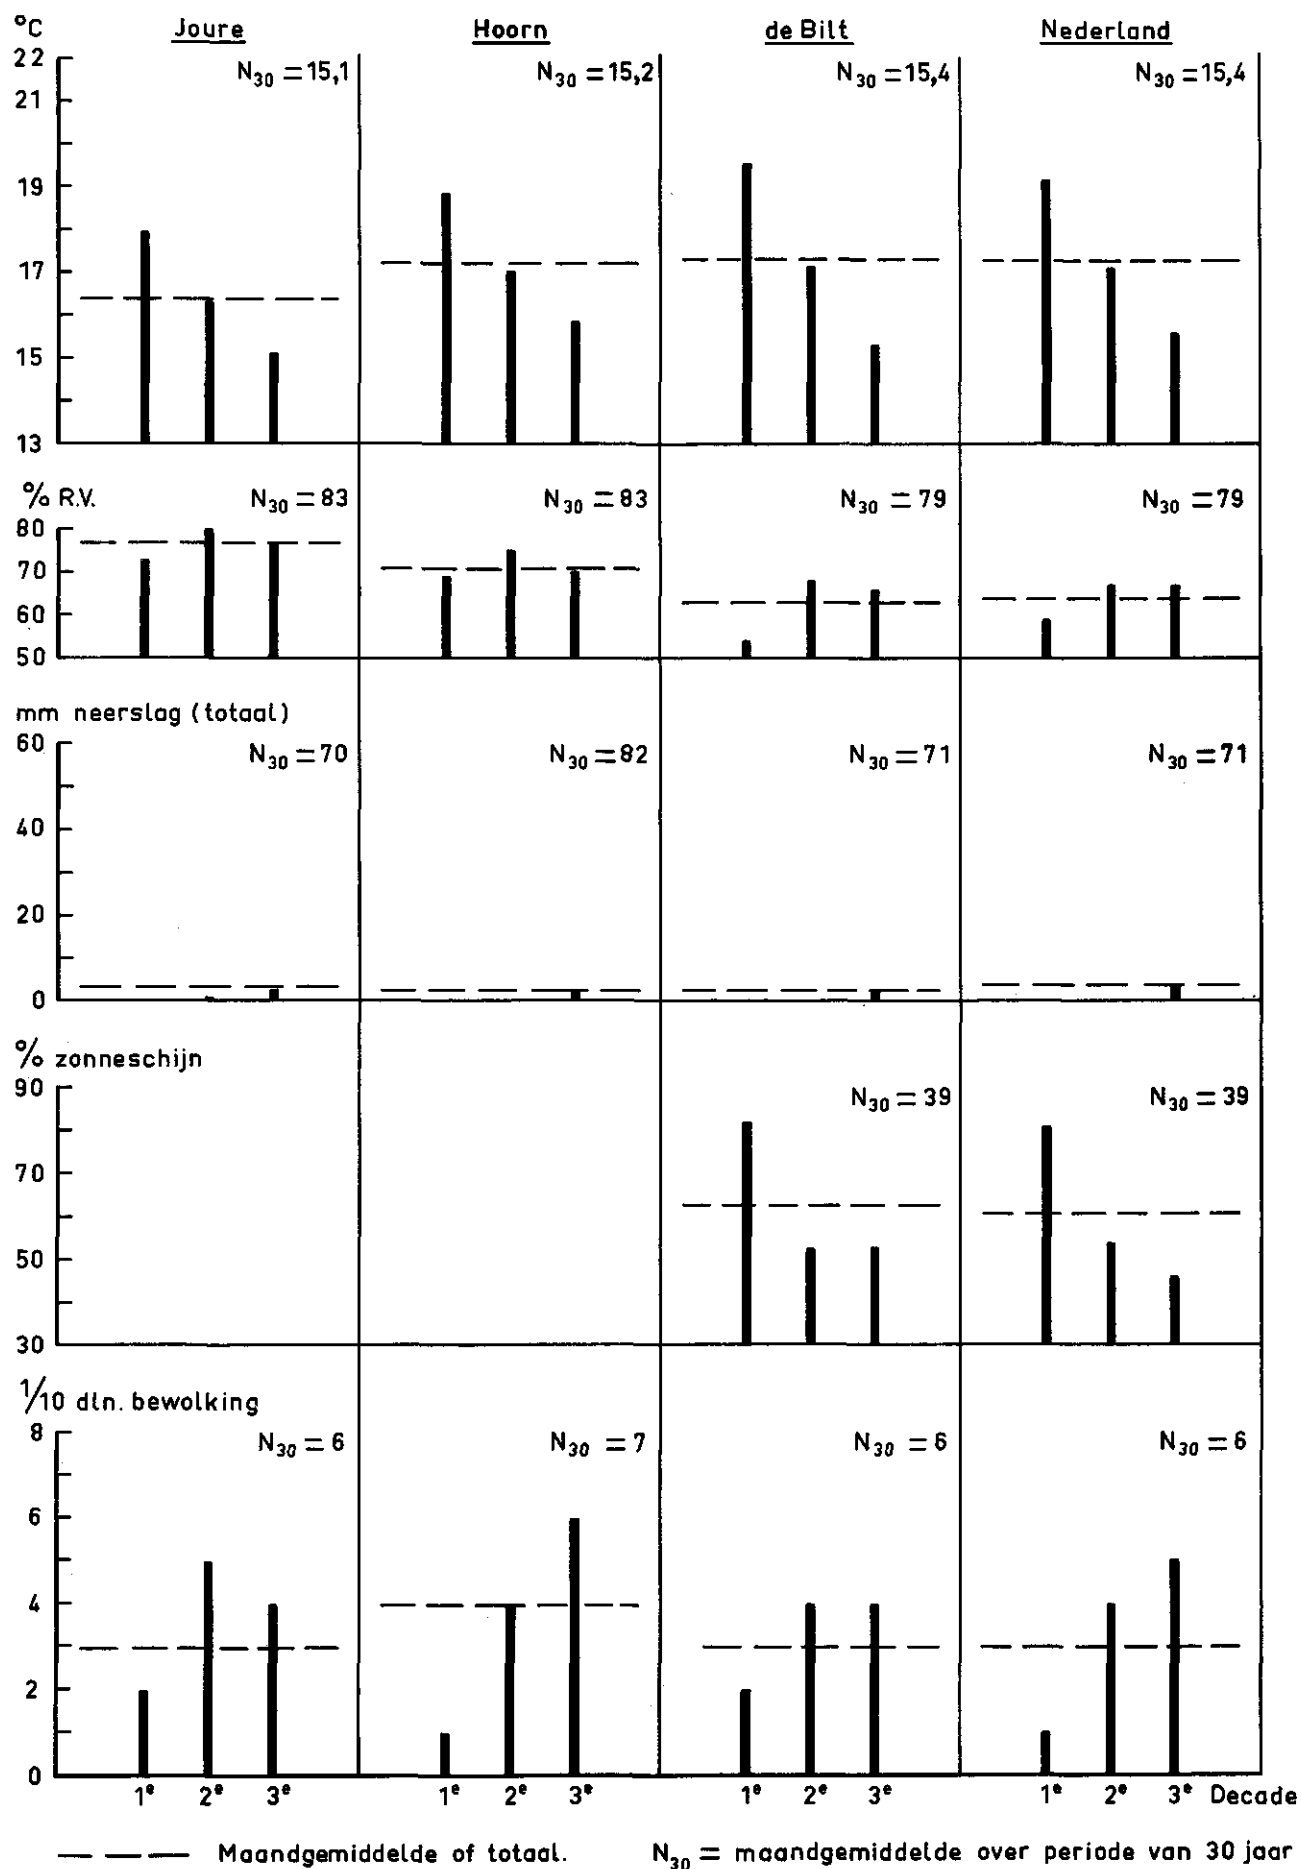 °C Joure Hoorn de Bilt Nederland
22
N30 = 15,1 N30 = 15,2 N30 = 15,4 N30 = 15,4
21
19
17
15
13
% R.V. N30 = 83 N30 = 83 N30 = 79 N30 = 79
80
70
60
50
mm neerslag (totaal)
60 N30 = 70 N30 = 82 N30 = 71 N30 = 71
40
20
0
% zonneschijn
90 N30 = 39 N30 = 39
70
50
30
1/10 dln. bewolking
8 N30 = 6 N30 = 7 N30 = 6 N30 = 6
6
4
2
0
1e 2e 3e 1e 2e 3e 1e 2e 3e 1e 2e 3e Decade
Maandgemiddelde of totaal. N30 = maandgemiddelde over periode van 30 jaar